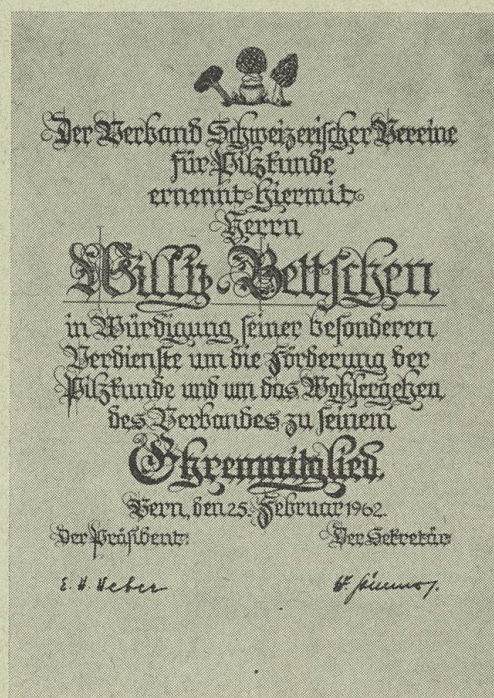 Der Verband Schweizerischer Vereine
für Pilzkunde
ernennt hiermit
Herrn
Willy Bettschen
in Würdigung seiner besonderen
Verdienste um die Förderung der
Pilzkunde und um das Wohlergehen
des Verbandes zu seinem
Ehrenmitglied.
Bern, den 25. Februar 1962.
Der Präsident: Der Sekretär
E. H. Weber